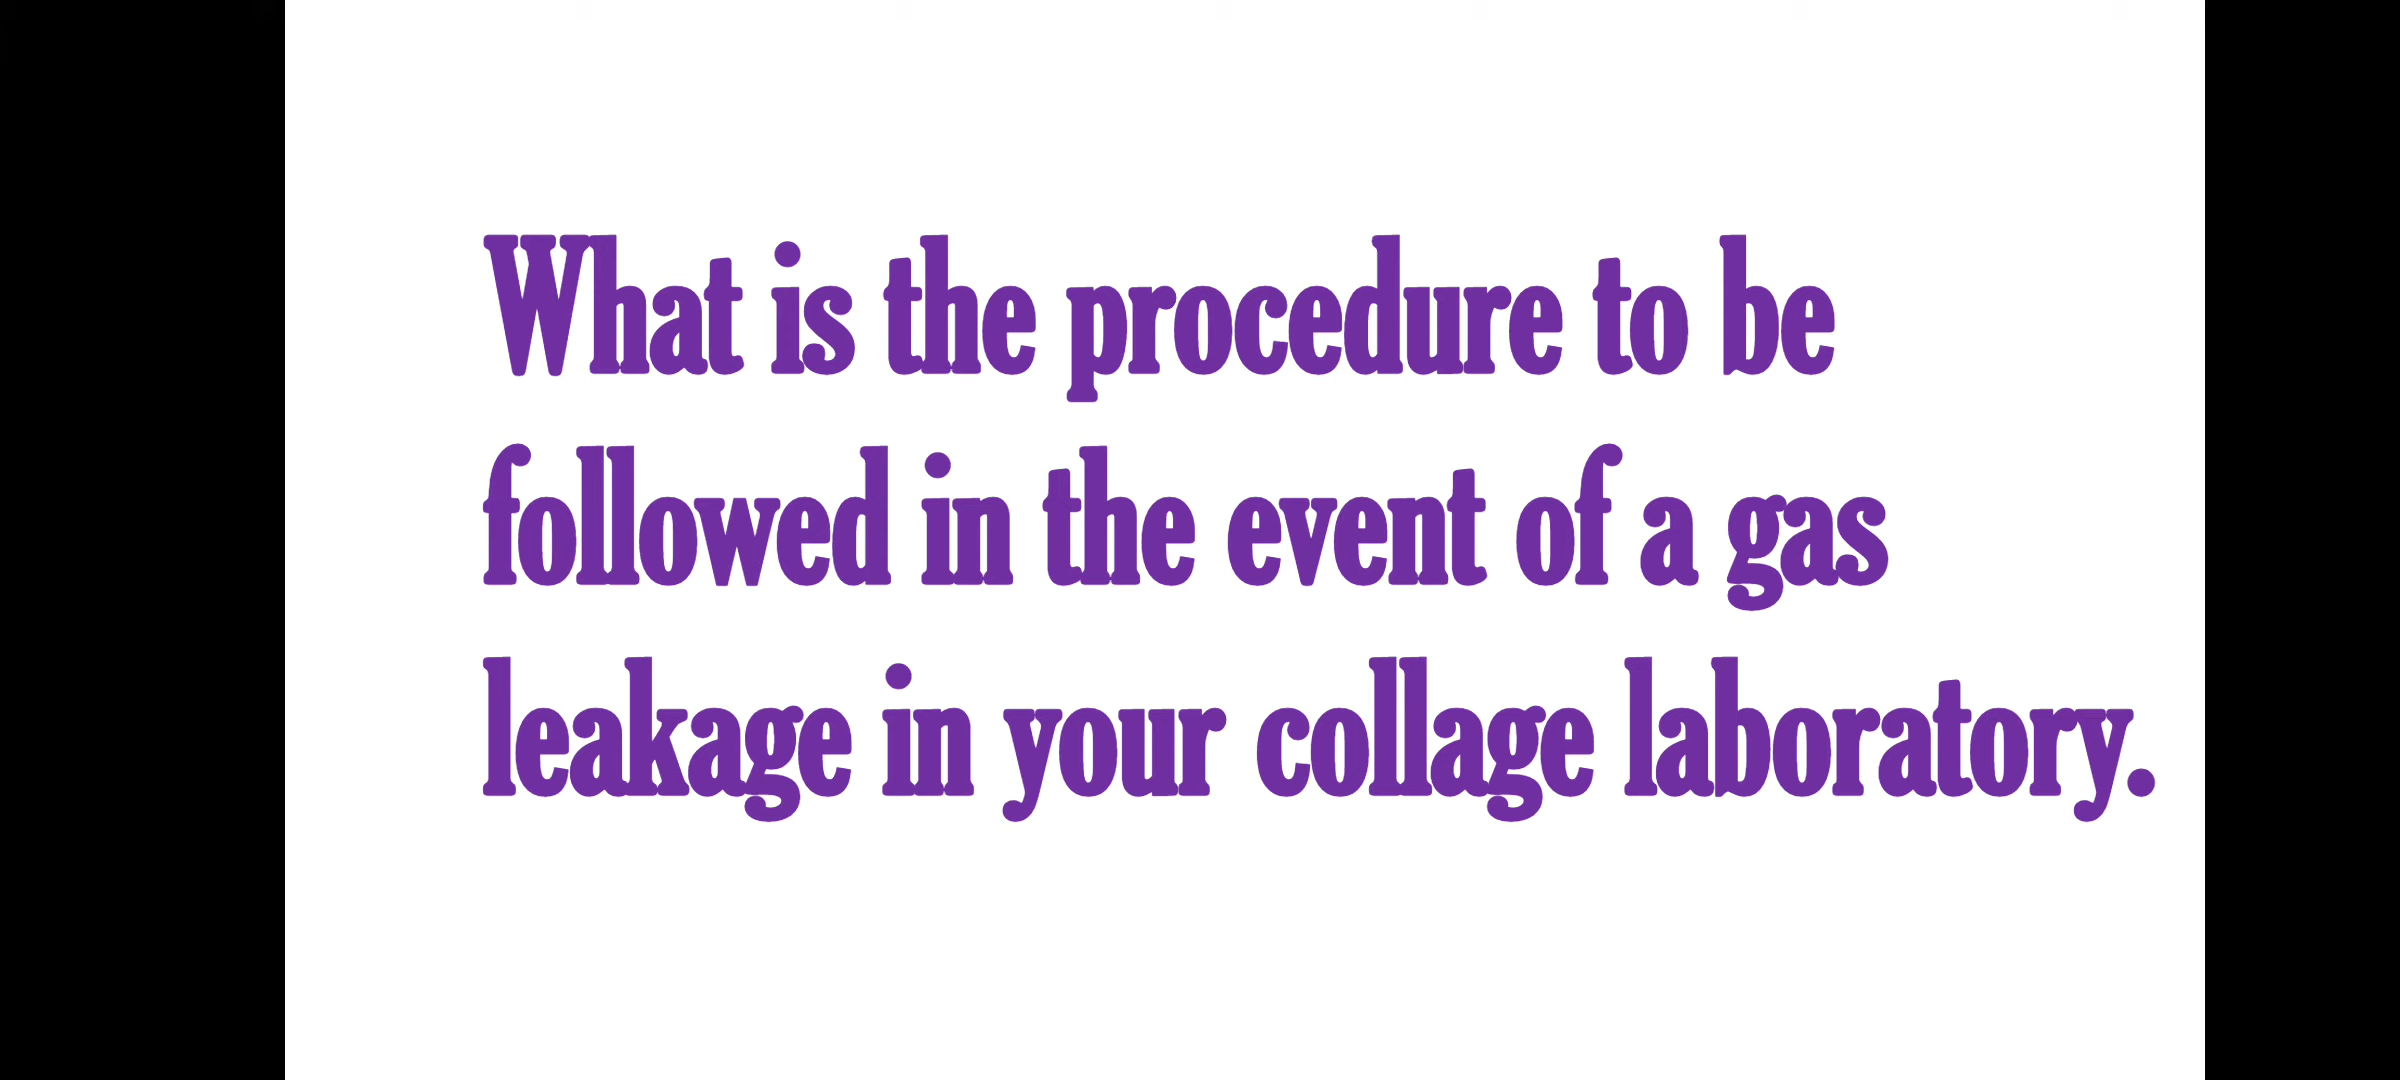 What is the procedure to be
followed in the event of a gas
leakage in your collage laboratory.